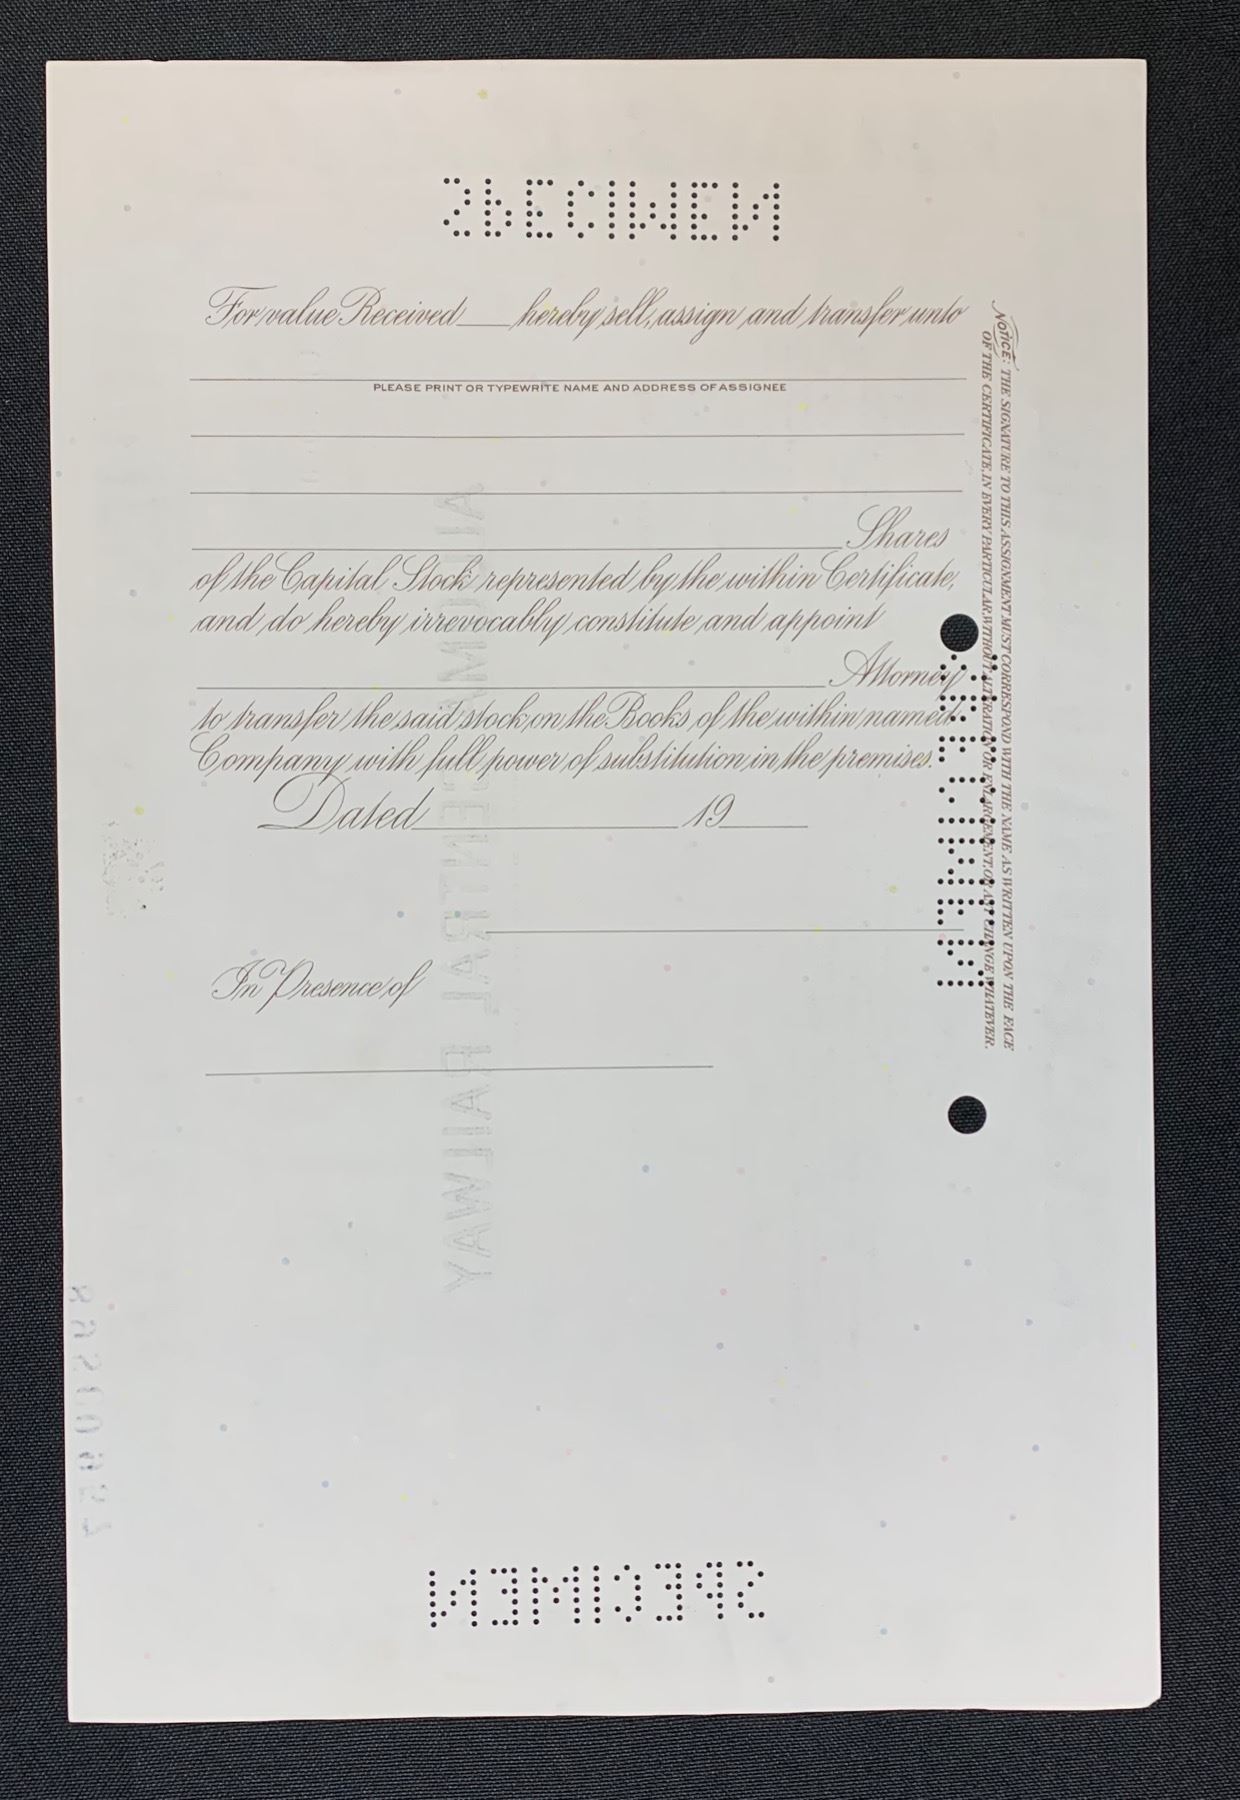 SPECIMEN
For value Received ___ hereby sell, assign and transfer unto
PLEASE PRINT OR TYPEWRITE NAME AND ADDRESS OF ASSIGNEE
Shares
of the Capital Stock represented by the within Certificate,
and do hereby irrevocably constitute and appoint
Attorney
to transfer the said stock on the Books of the within named
Company with full power of substitution in the premises.
Dated ___ 19___
In Presence of
NOTICE: THE SIGNATURE TO THIS ASSIGNMENT MUST CORRESPOND WITH THE NAME AS WRITTEN UPON THE FACE
OF THE CERTIFICATE, IN EVERY PARTICULAR, WITHOUT ALTERATION OR ENLARGEMENT, OR ANY CHANGE WHATEVER.
SPECIMEN
CENTRAL RAILWAY
SPECIMEN